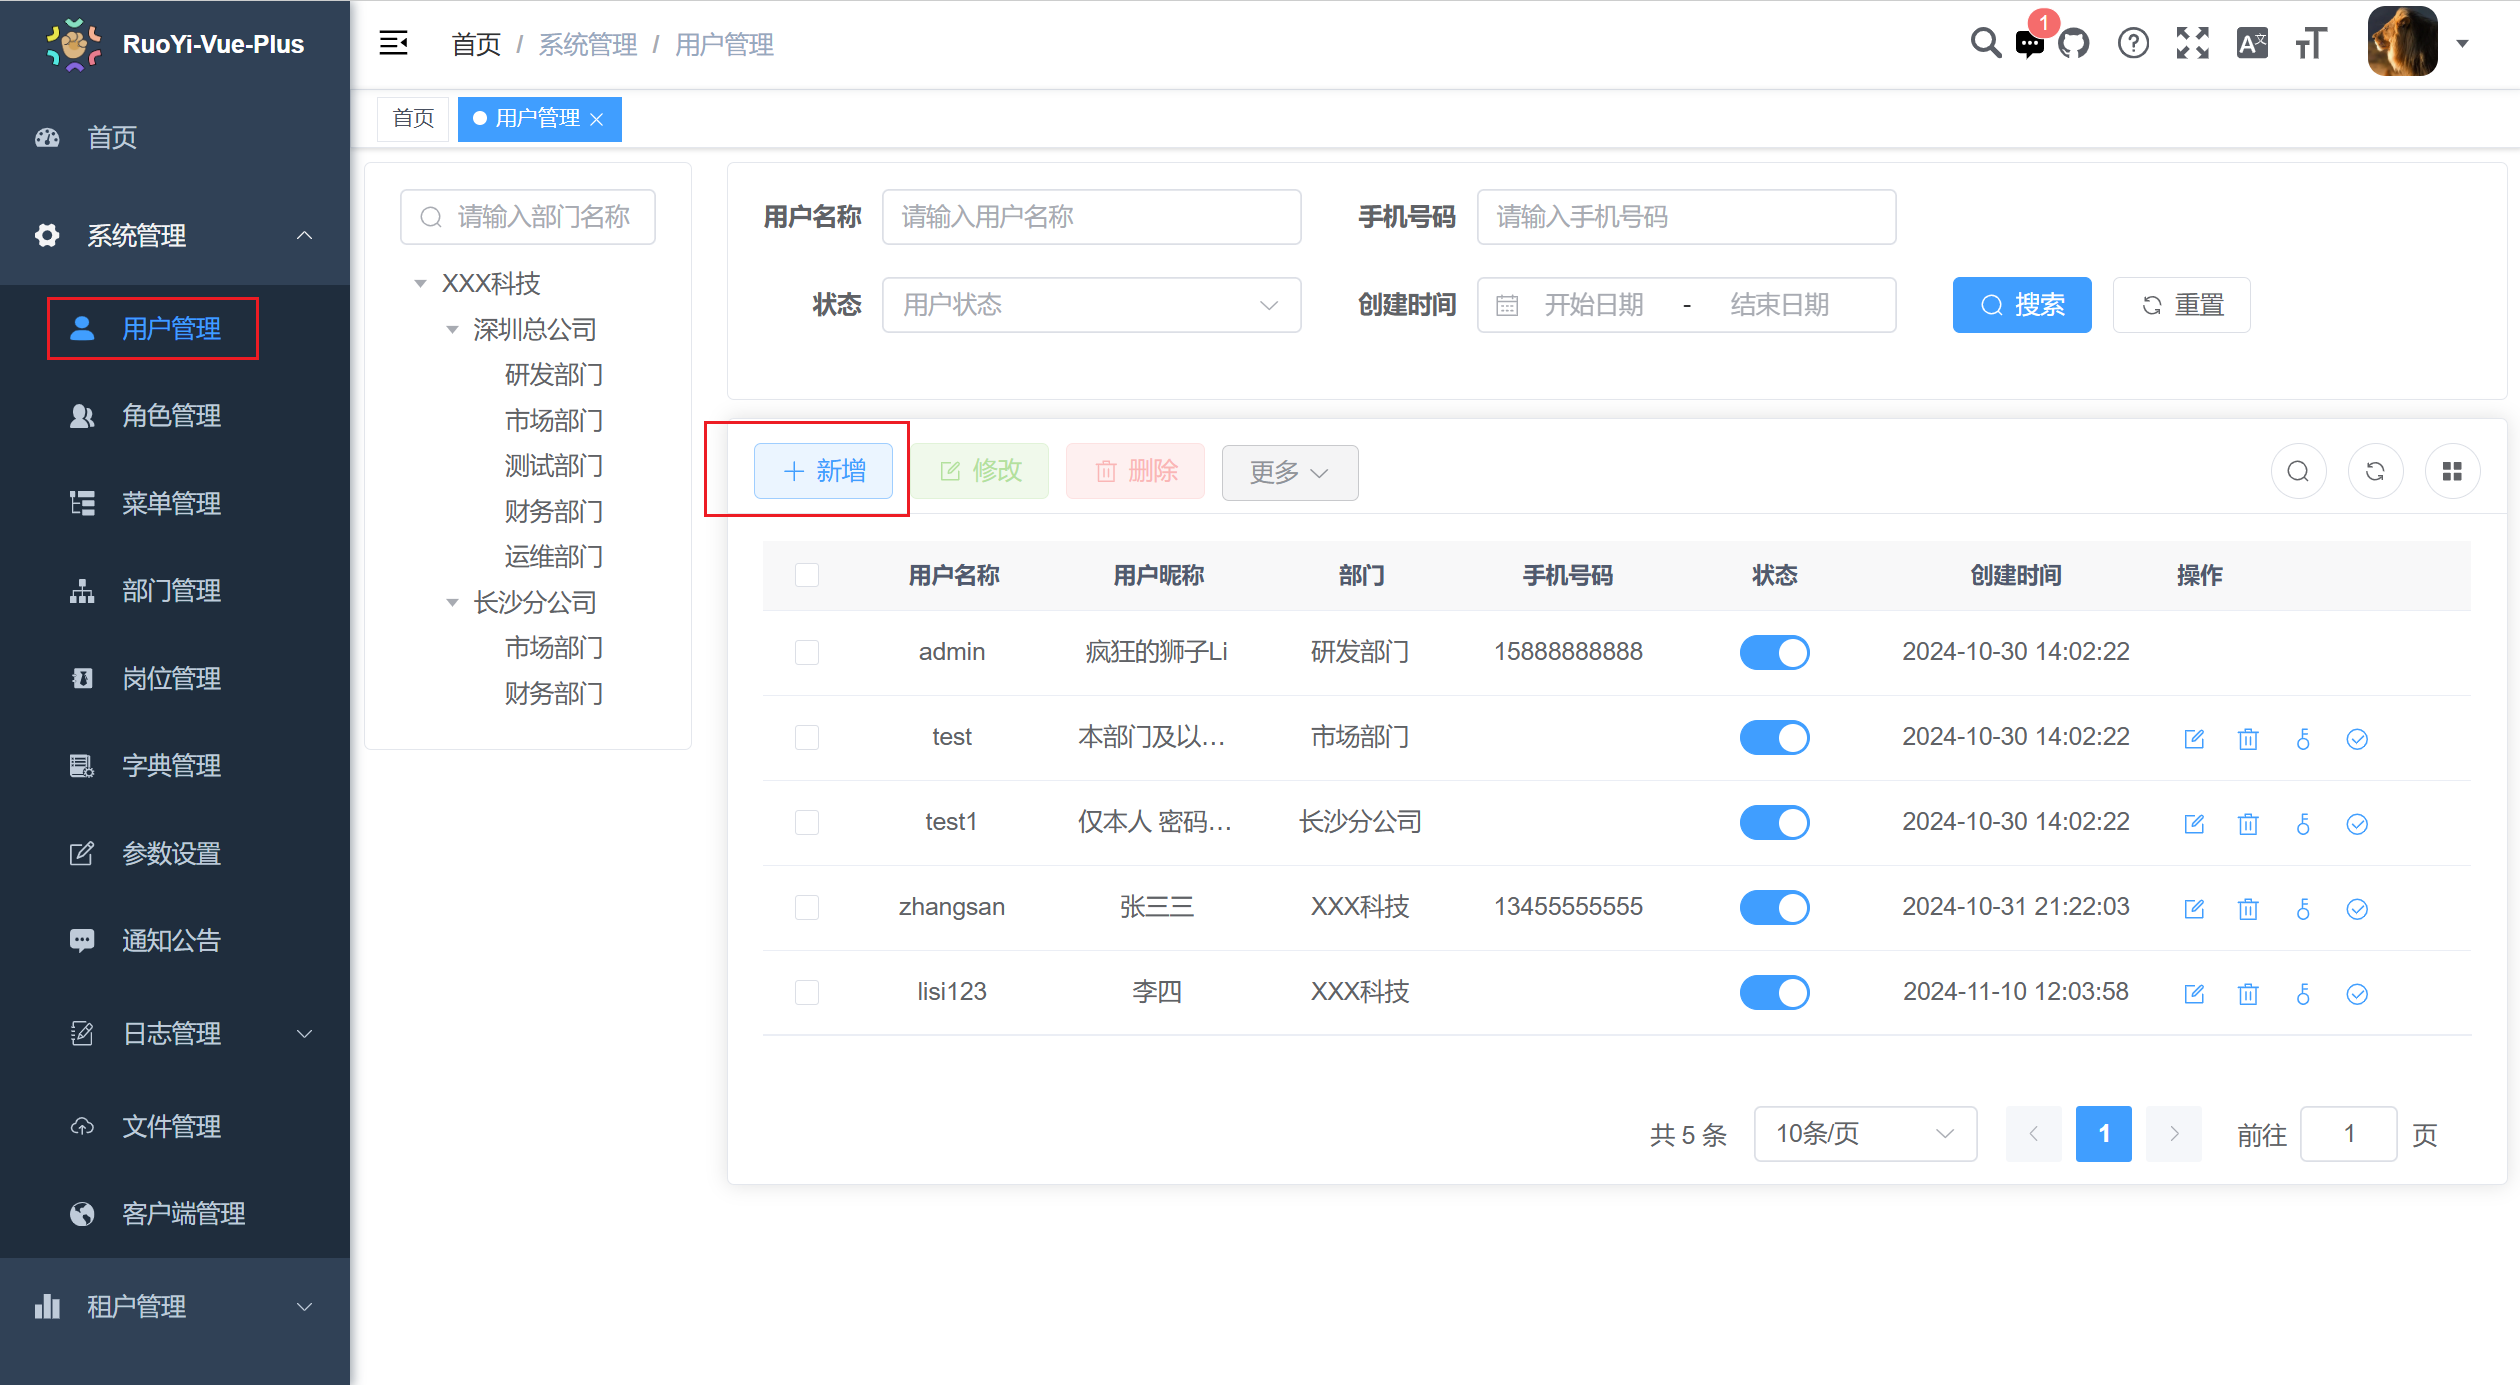 RuoYi-Vue-Plus
首页
系统管理
用户管理
角色管理
菜单管理
部门管理
岗位管理
字典管理
参数设置
通知公告
日志管理
文件管理
客户端管理
租户管理
首页 / 系统管理 / 用户管理
1
首页
用户管理
请输入部门名称
XXX科技
深圳总公司
研发部门
市场部门
测试部门
财务部门
运维部门
长沙分公司
市场部门
财务部门
用户名称 请输入用户名称 手机号码 请输入手机号码
状态 用户状态 创建时间 开始日期 - 结束日期 搜索 重置
新增 修改 删除 更多
用户名称 用户昵称 部门 手机号码 状态 创建时间 操作
admin 疯狂的狮子Li 研发部门 15888888888 2024-10-30 14:02:22
test 本部门及以... 市场部门 2024-10-30 14:02:22
test1 仅本人 密码... 长沙分公司 2024-10-30 14:02:22
zhangsan 张三三 XXX科技 13455555555 2024-10-31 21:22:03
lisi123 李四 XXX科技 2024-11-10 12:03:58
共 5 条 10条/页 1 前往 1 页